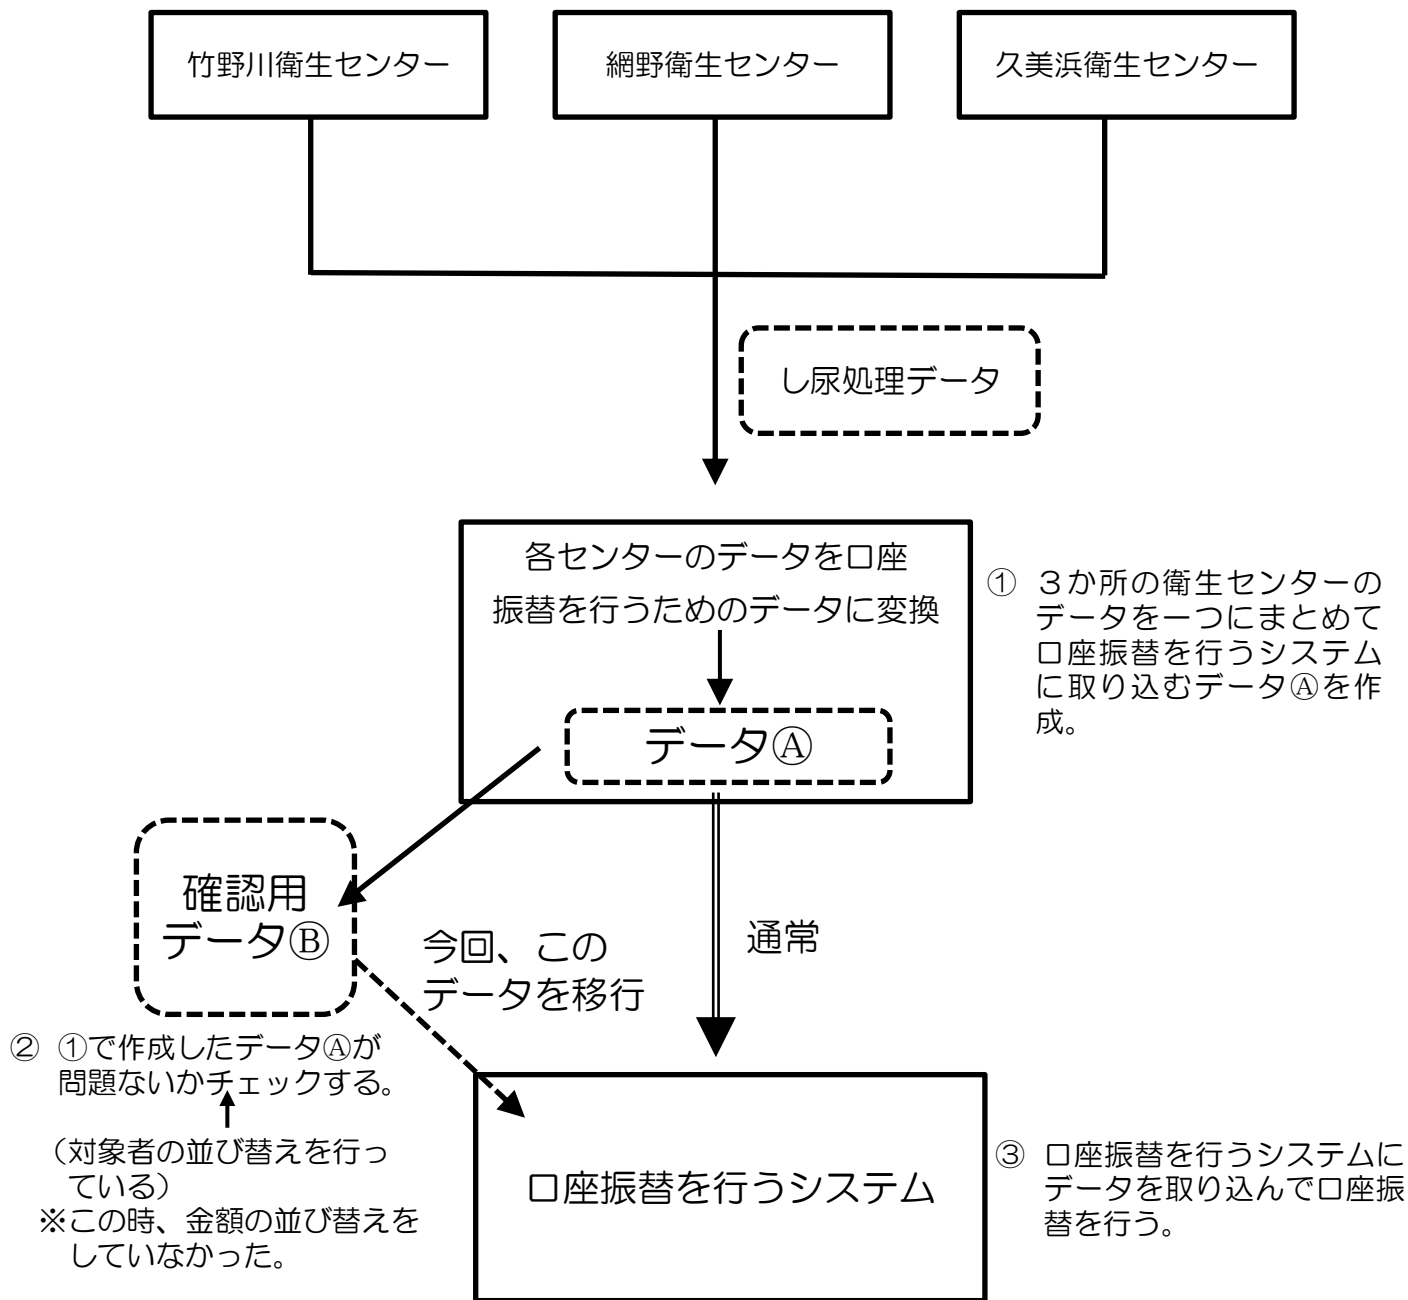 竹野川衛生センター
網野衛生センター
久美浜衛生センター
し尿処理データ
各センターのデータを口座
振替を行うためのデータに変換
データⒶ
① ３か所の衛生センターの
データを一つにまとめて
口座振替を行うシステム
に取り込むデータⒶを作
成。
確認用
データⒷ
今回、この
データを移行
通常
② ①で作成したデータⒶが
問題ないかチェックする。
（対象者の並び替えを行っ
ている）
※この時、金額の並び替えを
していなかった。
口座振替を行うシステム
③ 口座振替を行うシステムに
データを取り込んで口座振
替を行う。